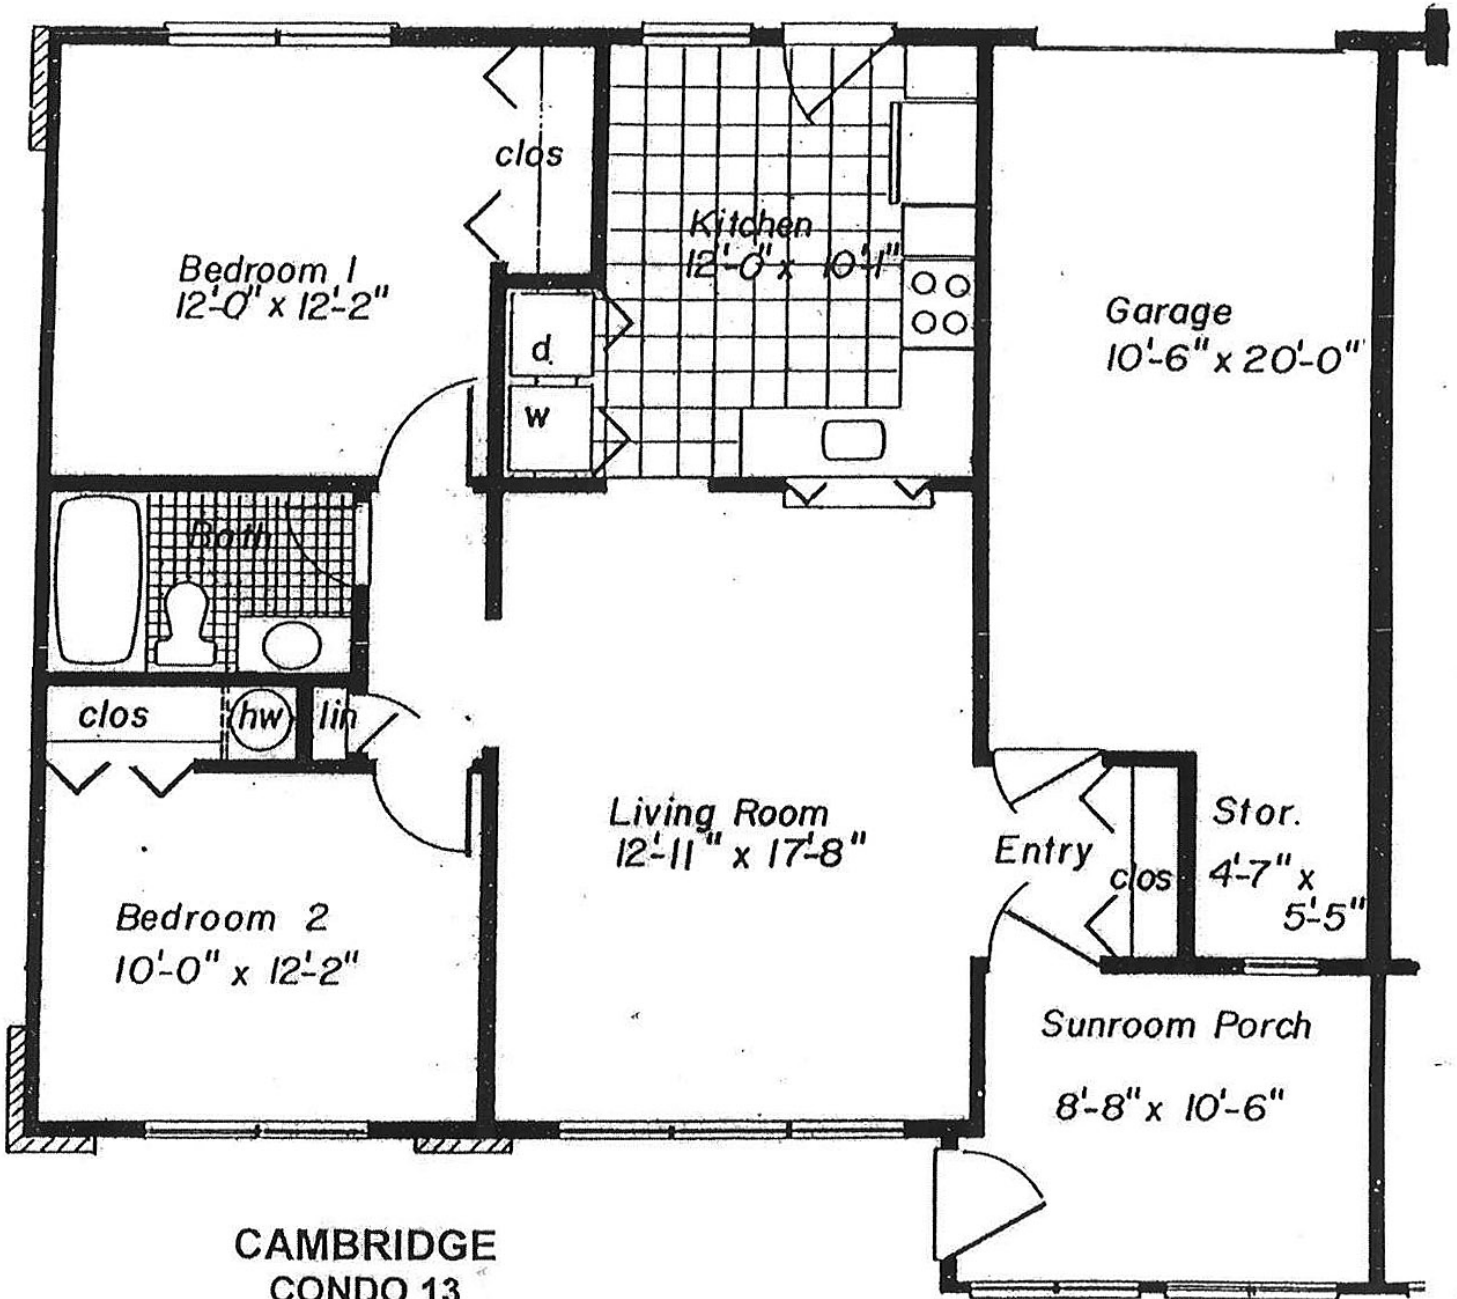 clos
Bedroom 1
12'-0" x 12'-2"
Kitchen
12'-0" x 10'-1"
Garage
10'-6" x 20'-0"
d
w
Bath
clos
hw
lin
Living Room
12'-11" x 17'-8"
Entry
clos
Stor.
4'-7" x
5'-5"
Bedroom 2
10'-0" x 12'-2"
Sunroom Porch
8'-8" x 10'-6"
CAMBRIDGE
CONDO 13